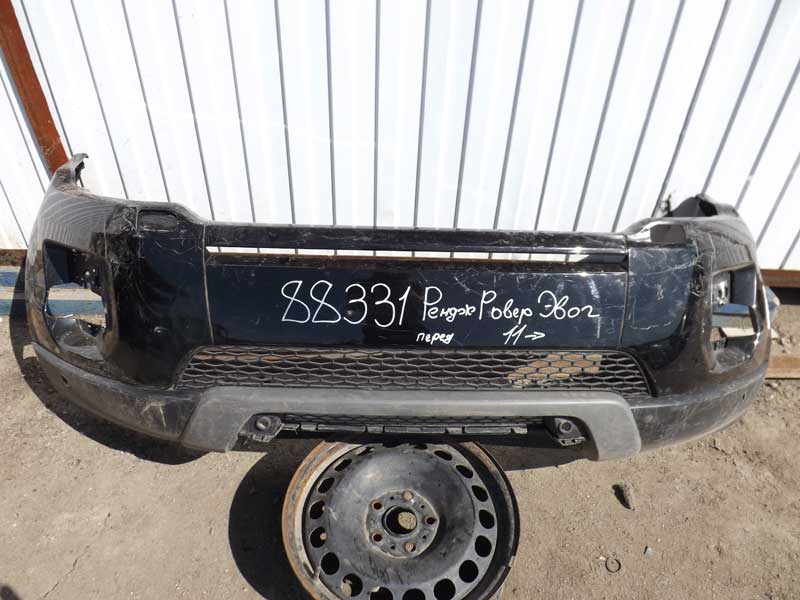 88331 Рендж Ровер Эвог
перед 11→